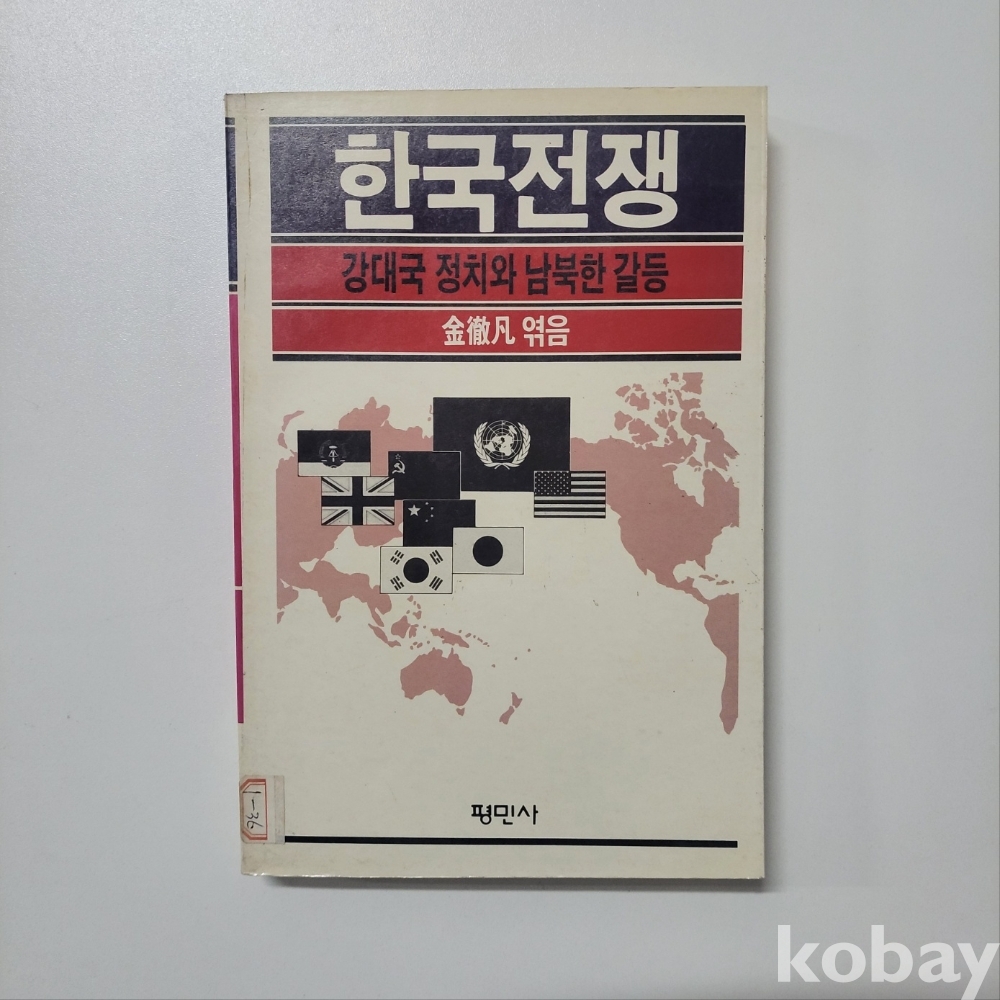 한국전쟁
강대국 정치와 남북한 갈등
金徹凡 엮음
평민사
1-36
kobay